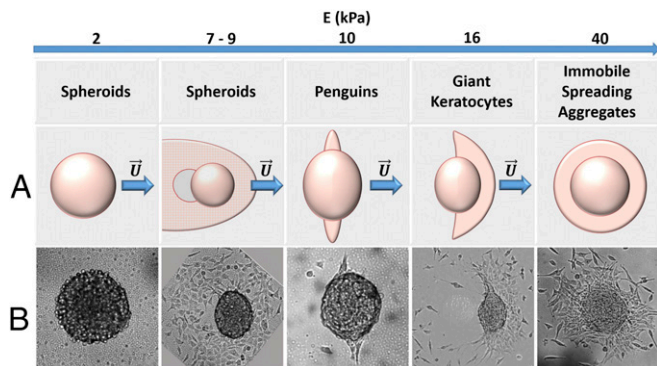 E (kPa)
2 7 - 9 10 16 40
Spheroids Spheroids Penguins Giant Keratocytes Immobile Spreading Aggregates
A U U U U
B